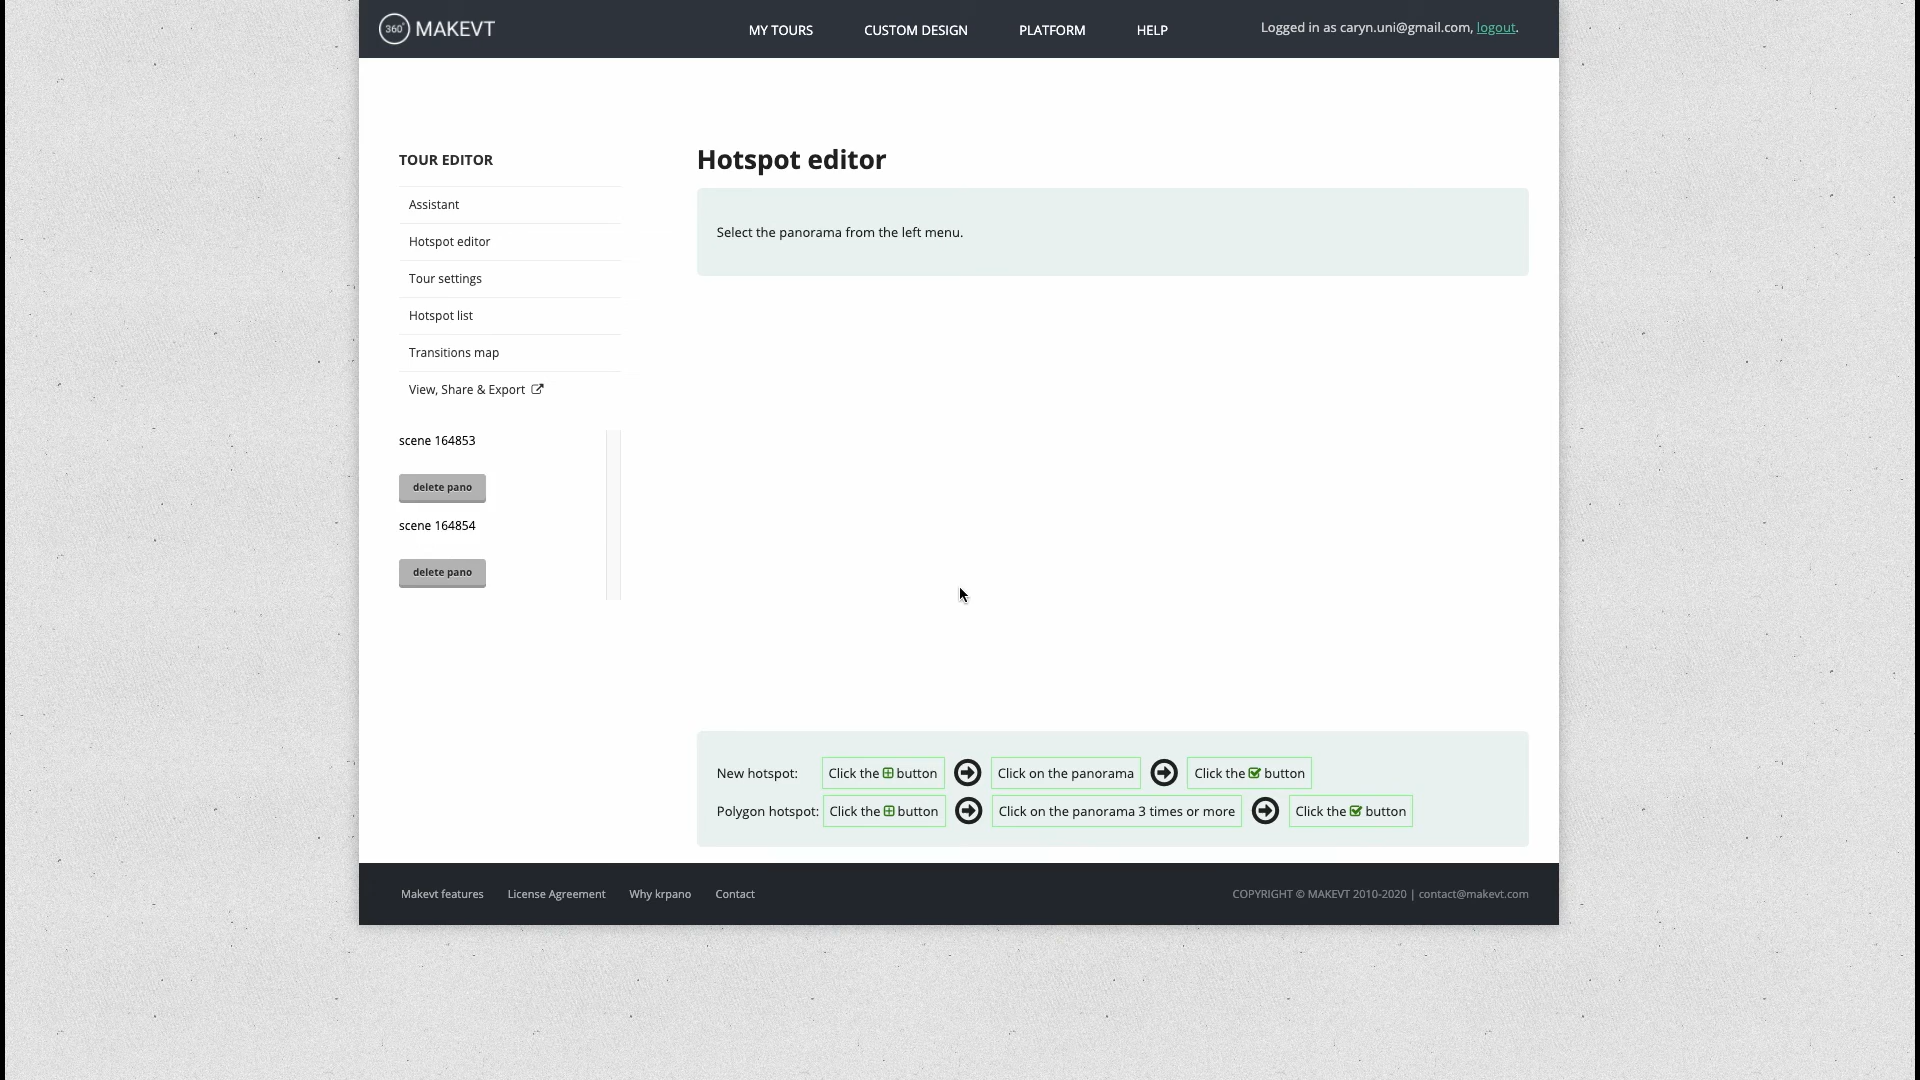 360° MAKEVT
MY TOURS CUSTOM DESIGN PLATFORM HELP
Logged in as caryn.uni@gmail.com, logout.
TOUR EDITOR
Assistant
Hotspot editor
Tour settings
Hotspot list
Transitions map
View, Share & Export
scene 164853
delete pano
scene 164854
delete pano
Hotspot editor
Select the panorama from the left menu.
New hotspot: Click the button Click on the panorama Click the button
Polygon hotspot: Click the button Click on the panorama 3 times or more Click the button
Makevt features License Agreement Why krpano Contact
COPYRIGHT © MAKEVT 2010-2020 | contact@makevt.com